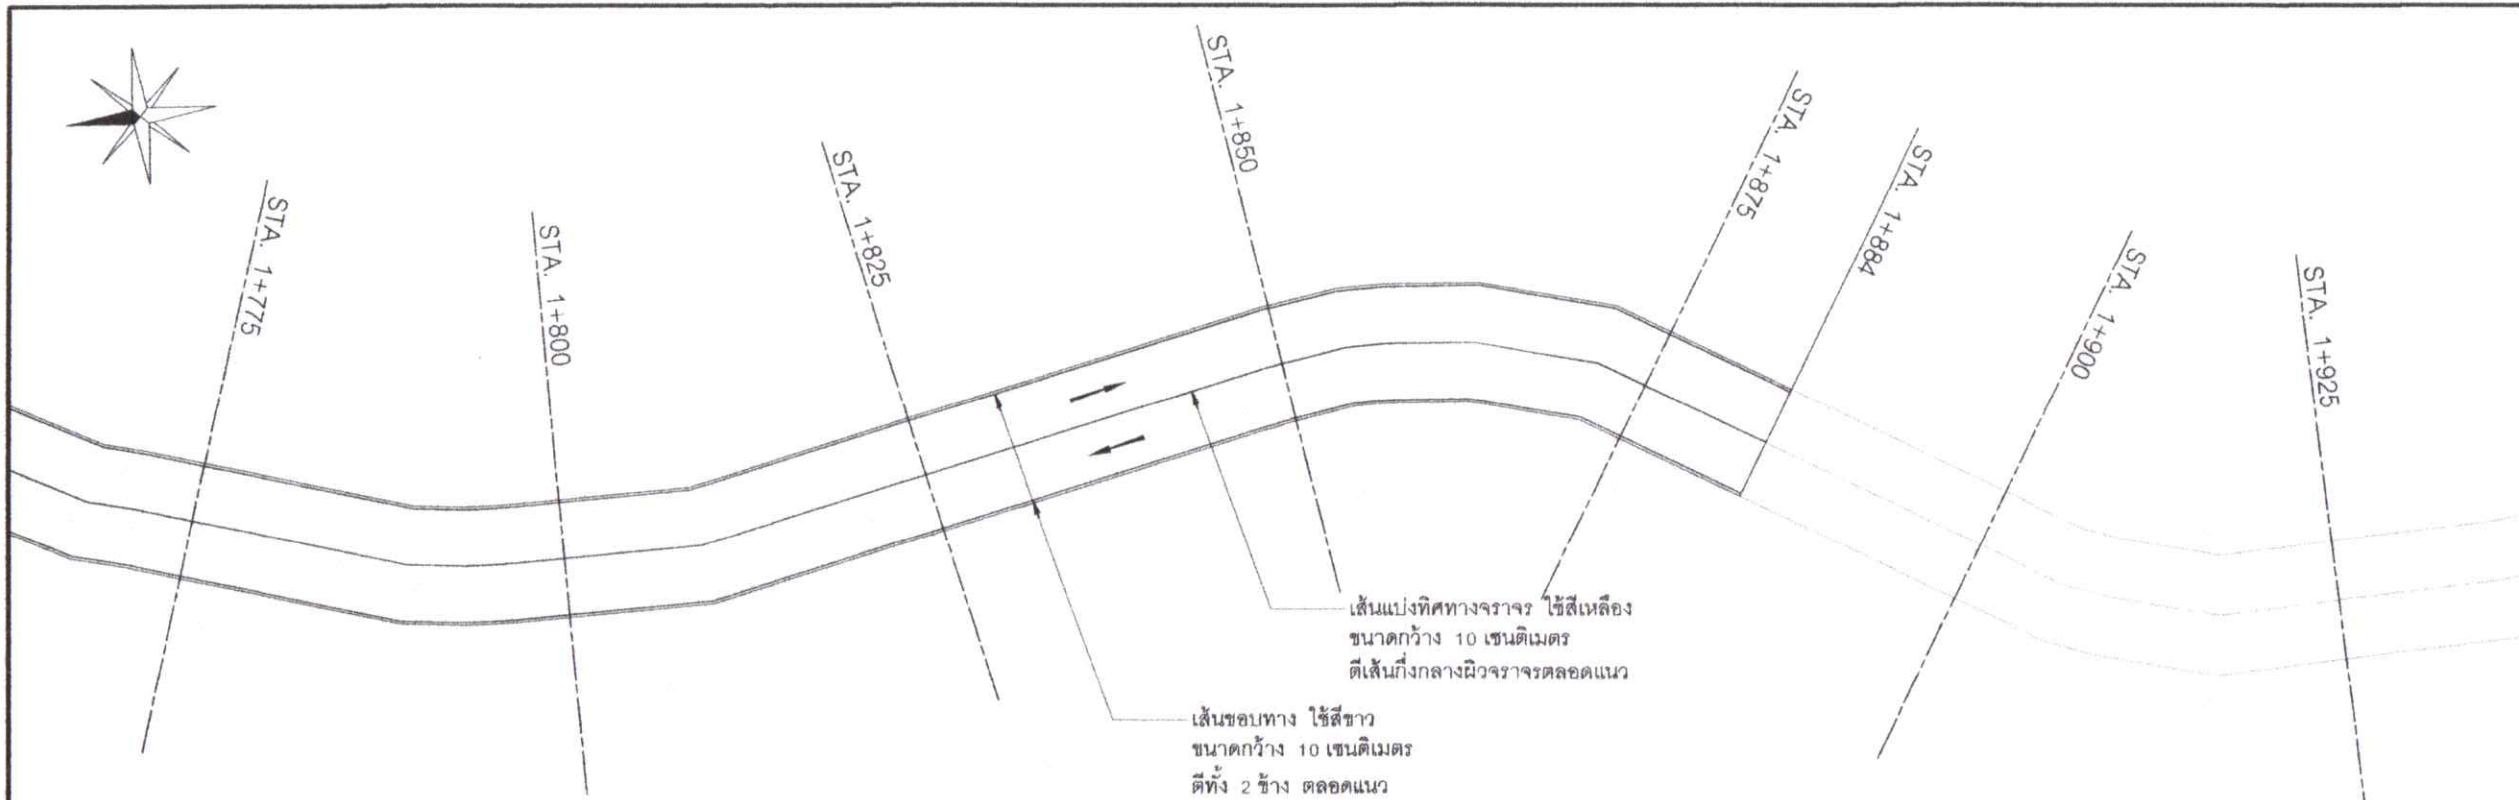 STA. 1+775
STA. 1+800
STA. 1+825
STA. 1+850
STA. 1+875
STA. 1+884
STA. 1+900
STA. 1+925
เส้นแบ่งทิศทางจราจร ใช้สีเหลือง
ขนาดกว้าง 10 เซนติเมตร
ตีเส้นกึ่งกลางผิวจราจรตลอดแนว
เส้นขอบทาง ใช้สีขาว
ขนาดกว้าง 10 เซนติเมตร
ตีทั้ง 2 ข้าง ตลอดแนว